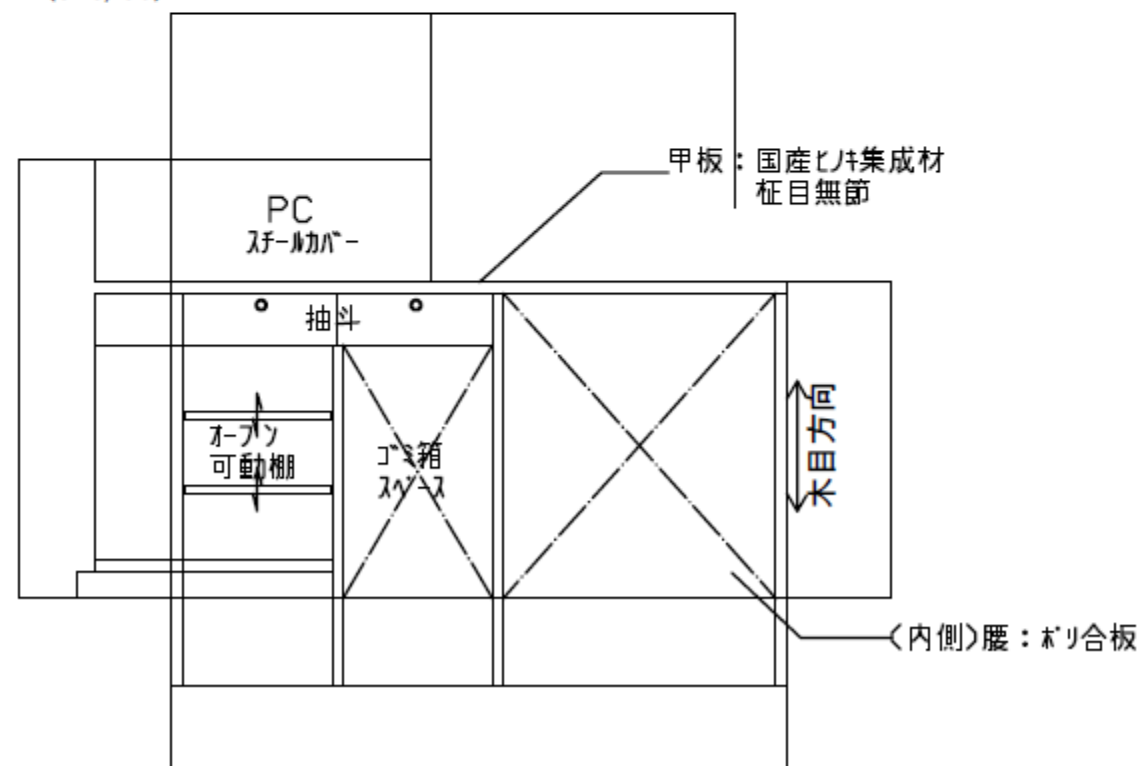 甲板：国産ﾋﾉｷ集成材
柾目無節
PC
ｽﾁｰﾙｶﾊﾞｰ
抽斗
ｵｰﾌﾟﾝ
可動棚
ｺﾞﾐ箱
ｽﾍﾟｰｽ
木目方向
(内側)腰：ﾎﾟﾘ合板